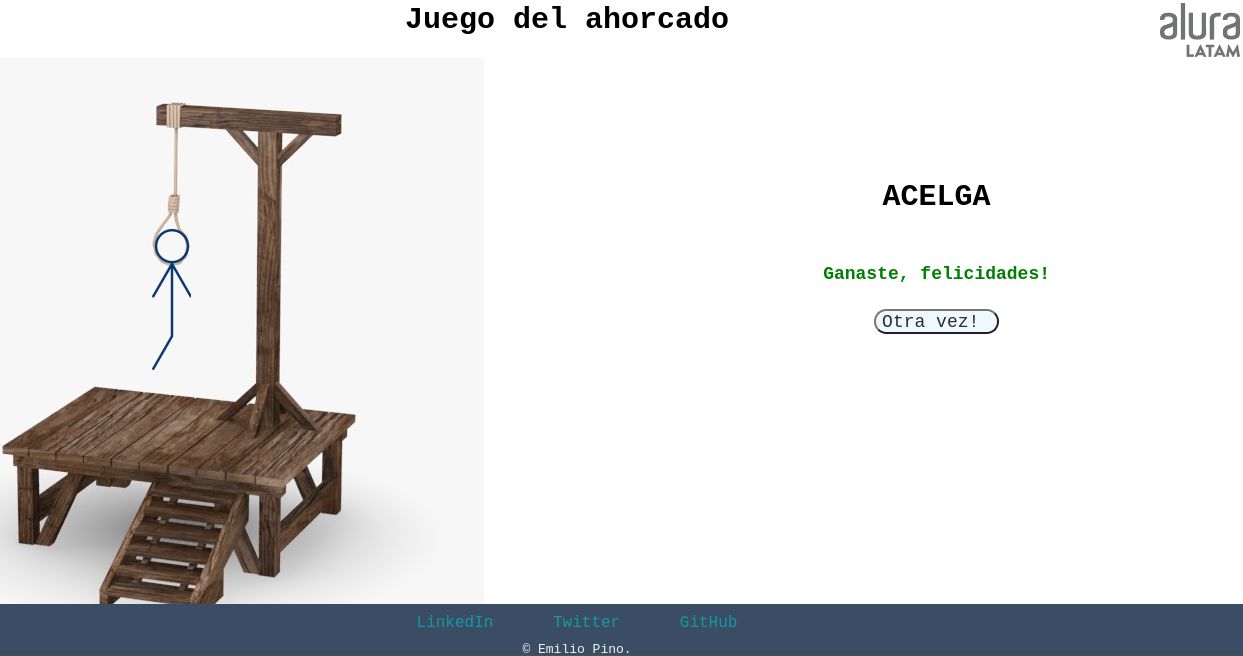 Juego del ahorcado
alura
LATAM
ACELGA
Ganaste, felicidades!
Otra vez!
LinkedIn Twitter GitHub
© Emilio Pino.